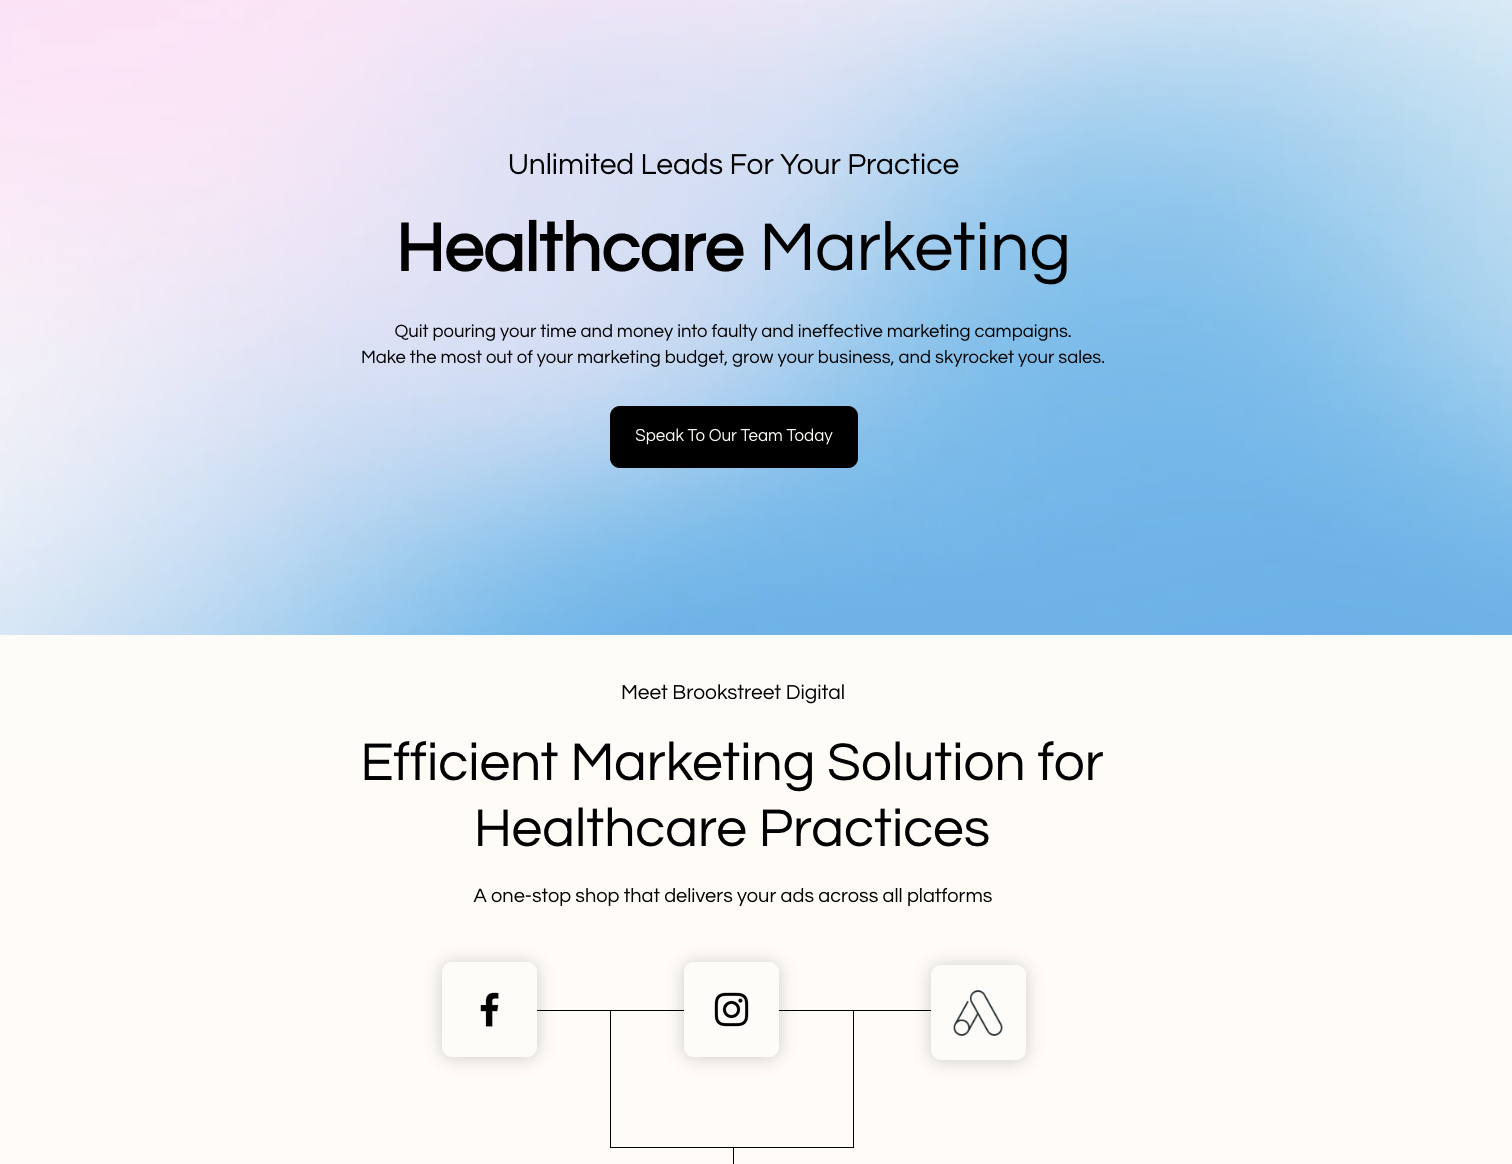 Unlimited Leads For Your Practice
Healthcare Marketing
Quit pouring your time and money into faulty and ineffective marketing campaigns.
Make the most out of your marketing budget, grow your business, and skyrocket your sales.
Speak To Our Team Today
Meet Brookstreet Digital
Efficient Marketing Solution for
Healthcare Practices
A one-stop shop that delivers your ads across all platforms